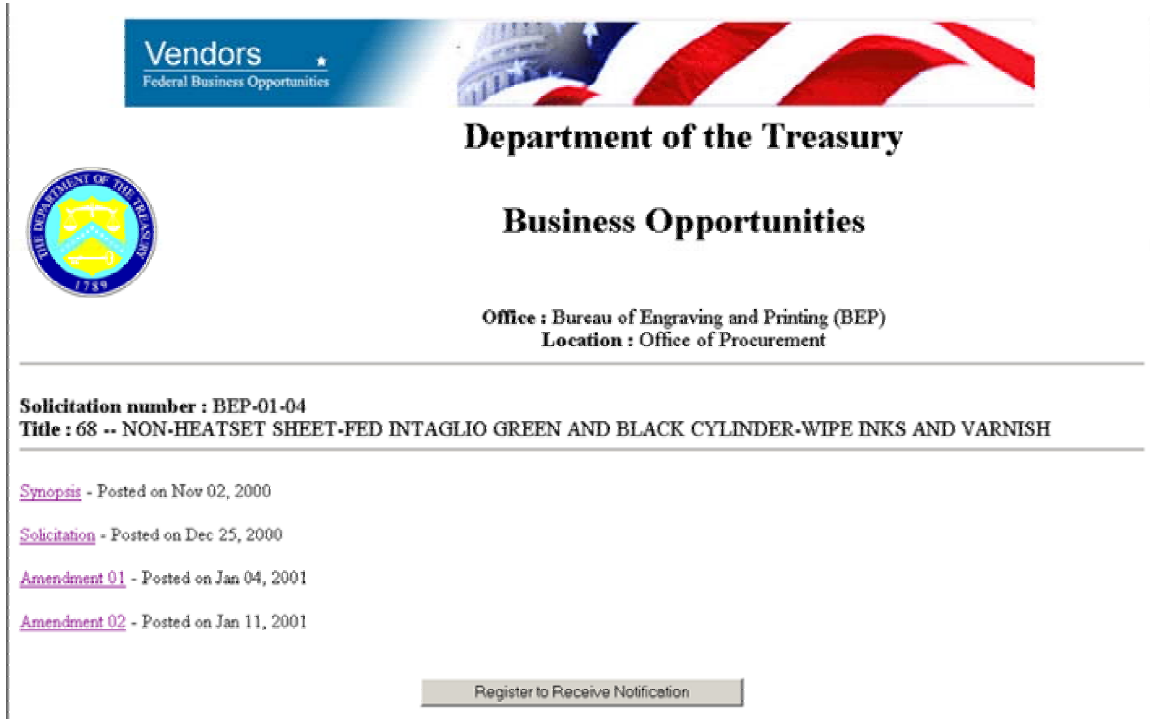 Vendors
Federal Business Opportunities
Department of the Treasury
Business Opportunities
THE DEPARTMENT OF THE TREASURY
1789
Office : Bureau of Engraving and Printing (BEP)
Location : Office of Procurement
Solicitation number : BEP-01-04
Title : 68 -- NON-HEATSET SHEET-FED INTAGLIO GREEN AND BLACK CYLINDER-WIPE INKS AND VARNISH
Synopsis - Posted on Nov 02, 2000
Solicitation - Posted on Dec 25, 2000
Amendment 01 - Posted on Jan 04, 2001
Amendment 02 - Posted on Jan 11, 2001
Register to Receive Notification